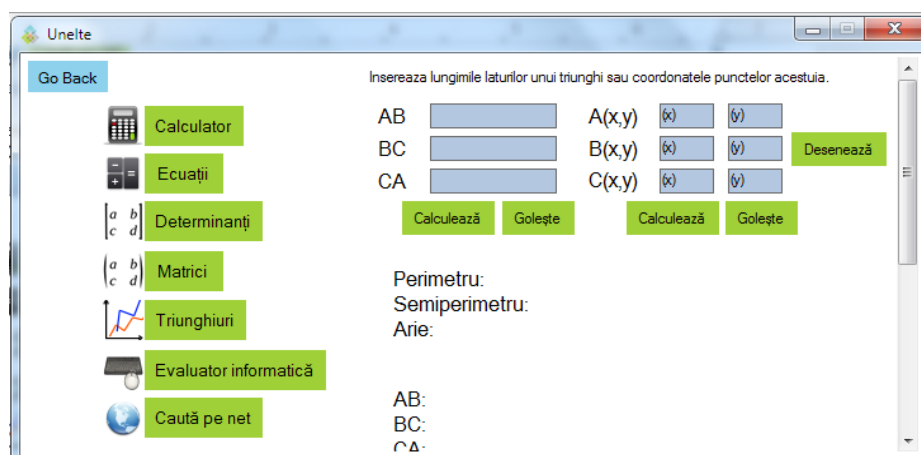 Unelte
Go Back
Insereaza lungimile laturilor unui triunghi sau coordonatele punctelor acestuia.
Calculator
Ecuații
a b
c d
Determinanți
a b
c d
Matrici
Triunghiuri
Evaluator informatică
Caută pe net
AB A(x,y) (x) (y)
BC B(x,y) (x) (y) Desenează
CA C(x,y) (x) (y)
Calculează Golește Calculează Golește
Perimetru:
Semiperimetru:
Arie:
AB:
BC:
CA: